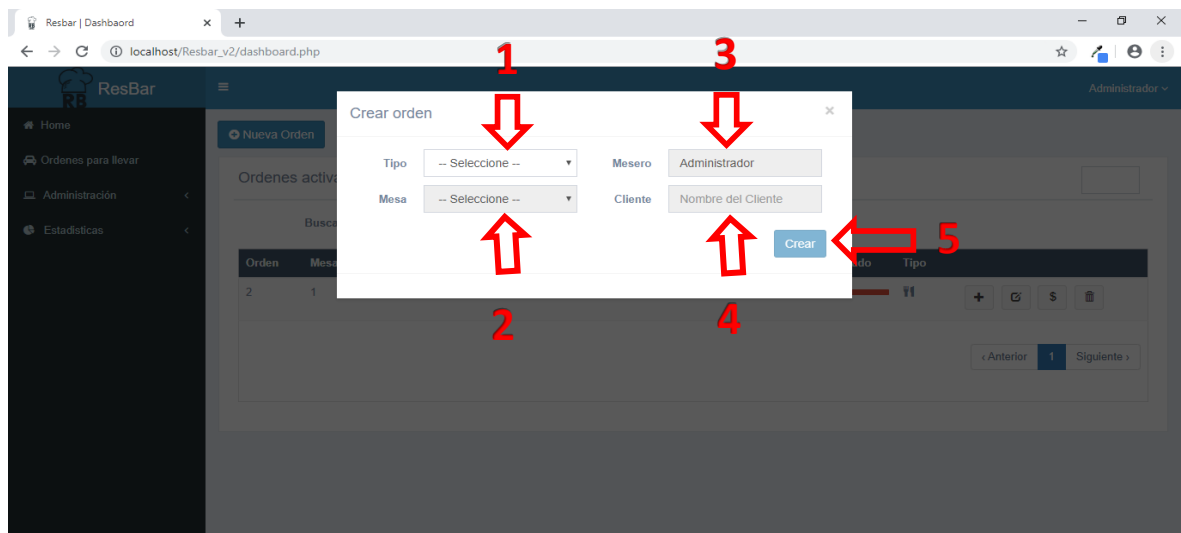 Resbar | Dashbaord
localhost/Resbar_v2/dashboard.php
1
3
RB
ResBar
Administrador
Crear orden
×
Home
Nueva Orden
Ordenes para llevar
Tipo -- Seleccione -- Mesero Administrador
Ordenes activa
Administración
Mesa -- Seleccione -- Cliente Nombre del Cliente
Busca
Estadisticas
Crear
5
Orden Mesa do Tipo
2 1 $
2
4
‹ Anterior 1 Siguiente ›